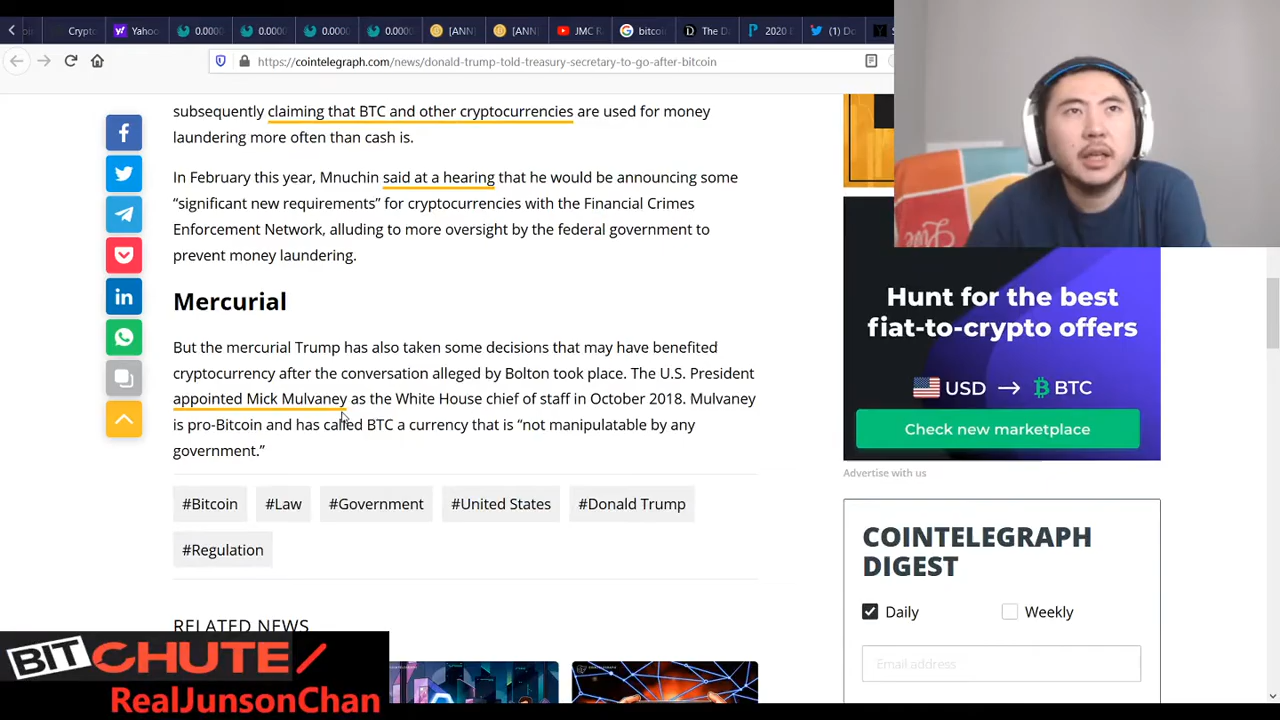 Crypto
Yahoo
0.0000
0.0000
0.0000
0.0000
[ANN
[ANN
JMC R
bitcoi
The D
2020 E
(1) Do
https://cointelegraph.com/news/donald-trump-told-treasury-secretary-to-go-after-bitcoin
subsequently claiming that BTC and other cryptocurrencies are used for money
laundering more often than cash is.
In February this year, Mnuchin said at a hearing that he would be announcing some
“significant new requirements” for cryptocurrencies with the Financial Crimes
Enforcement Network, alluding to more oversight by the federal government to
prevent money laundering.
Mercurial
But the mercurial Trump has also taken some decisions that may have benefited
cryptocurrency after the conversation alleged by Bolton took place. The U.S. President
appointed Mick Mulvaney as the White House chief of staff in October 2018. Mulvaney
is pro-Bitcoin and has called BTC a currency that is “not manipulatable by any
government.”
#Bitcoin
#Law
#Government
#United States
#Donald Trump
#Regulation
RELATED NEWS
Hunt for the best
fiat-to-crypto offers
USD → BTC
Check new marketplace
Advertise with us
COINTELEGRAPH
DIGEST
Daily
Weekly
Email address
BITCHUTE
RealJunsonChan